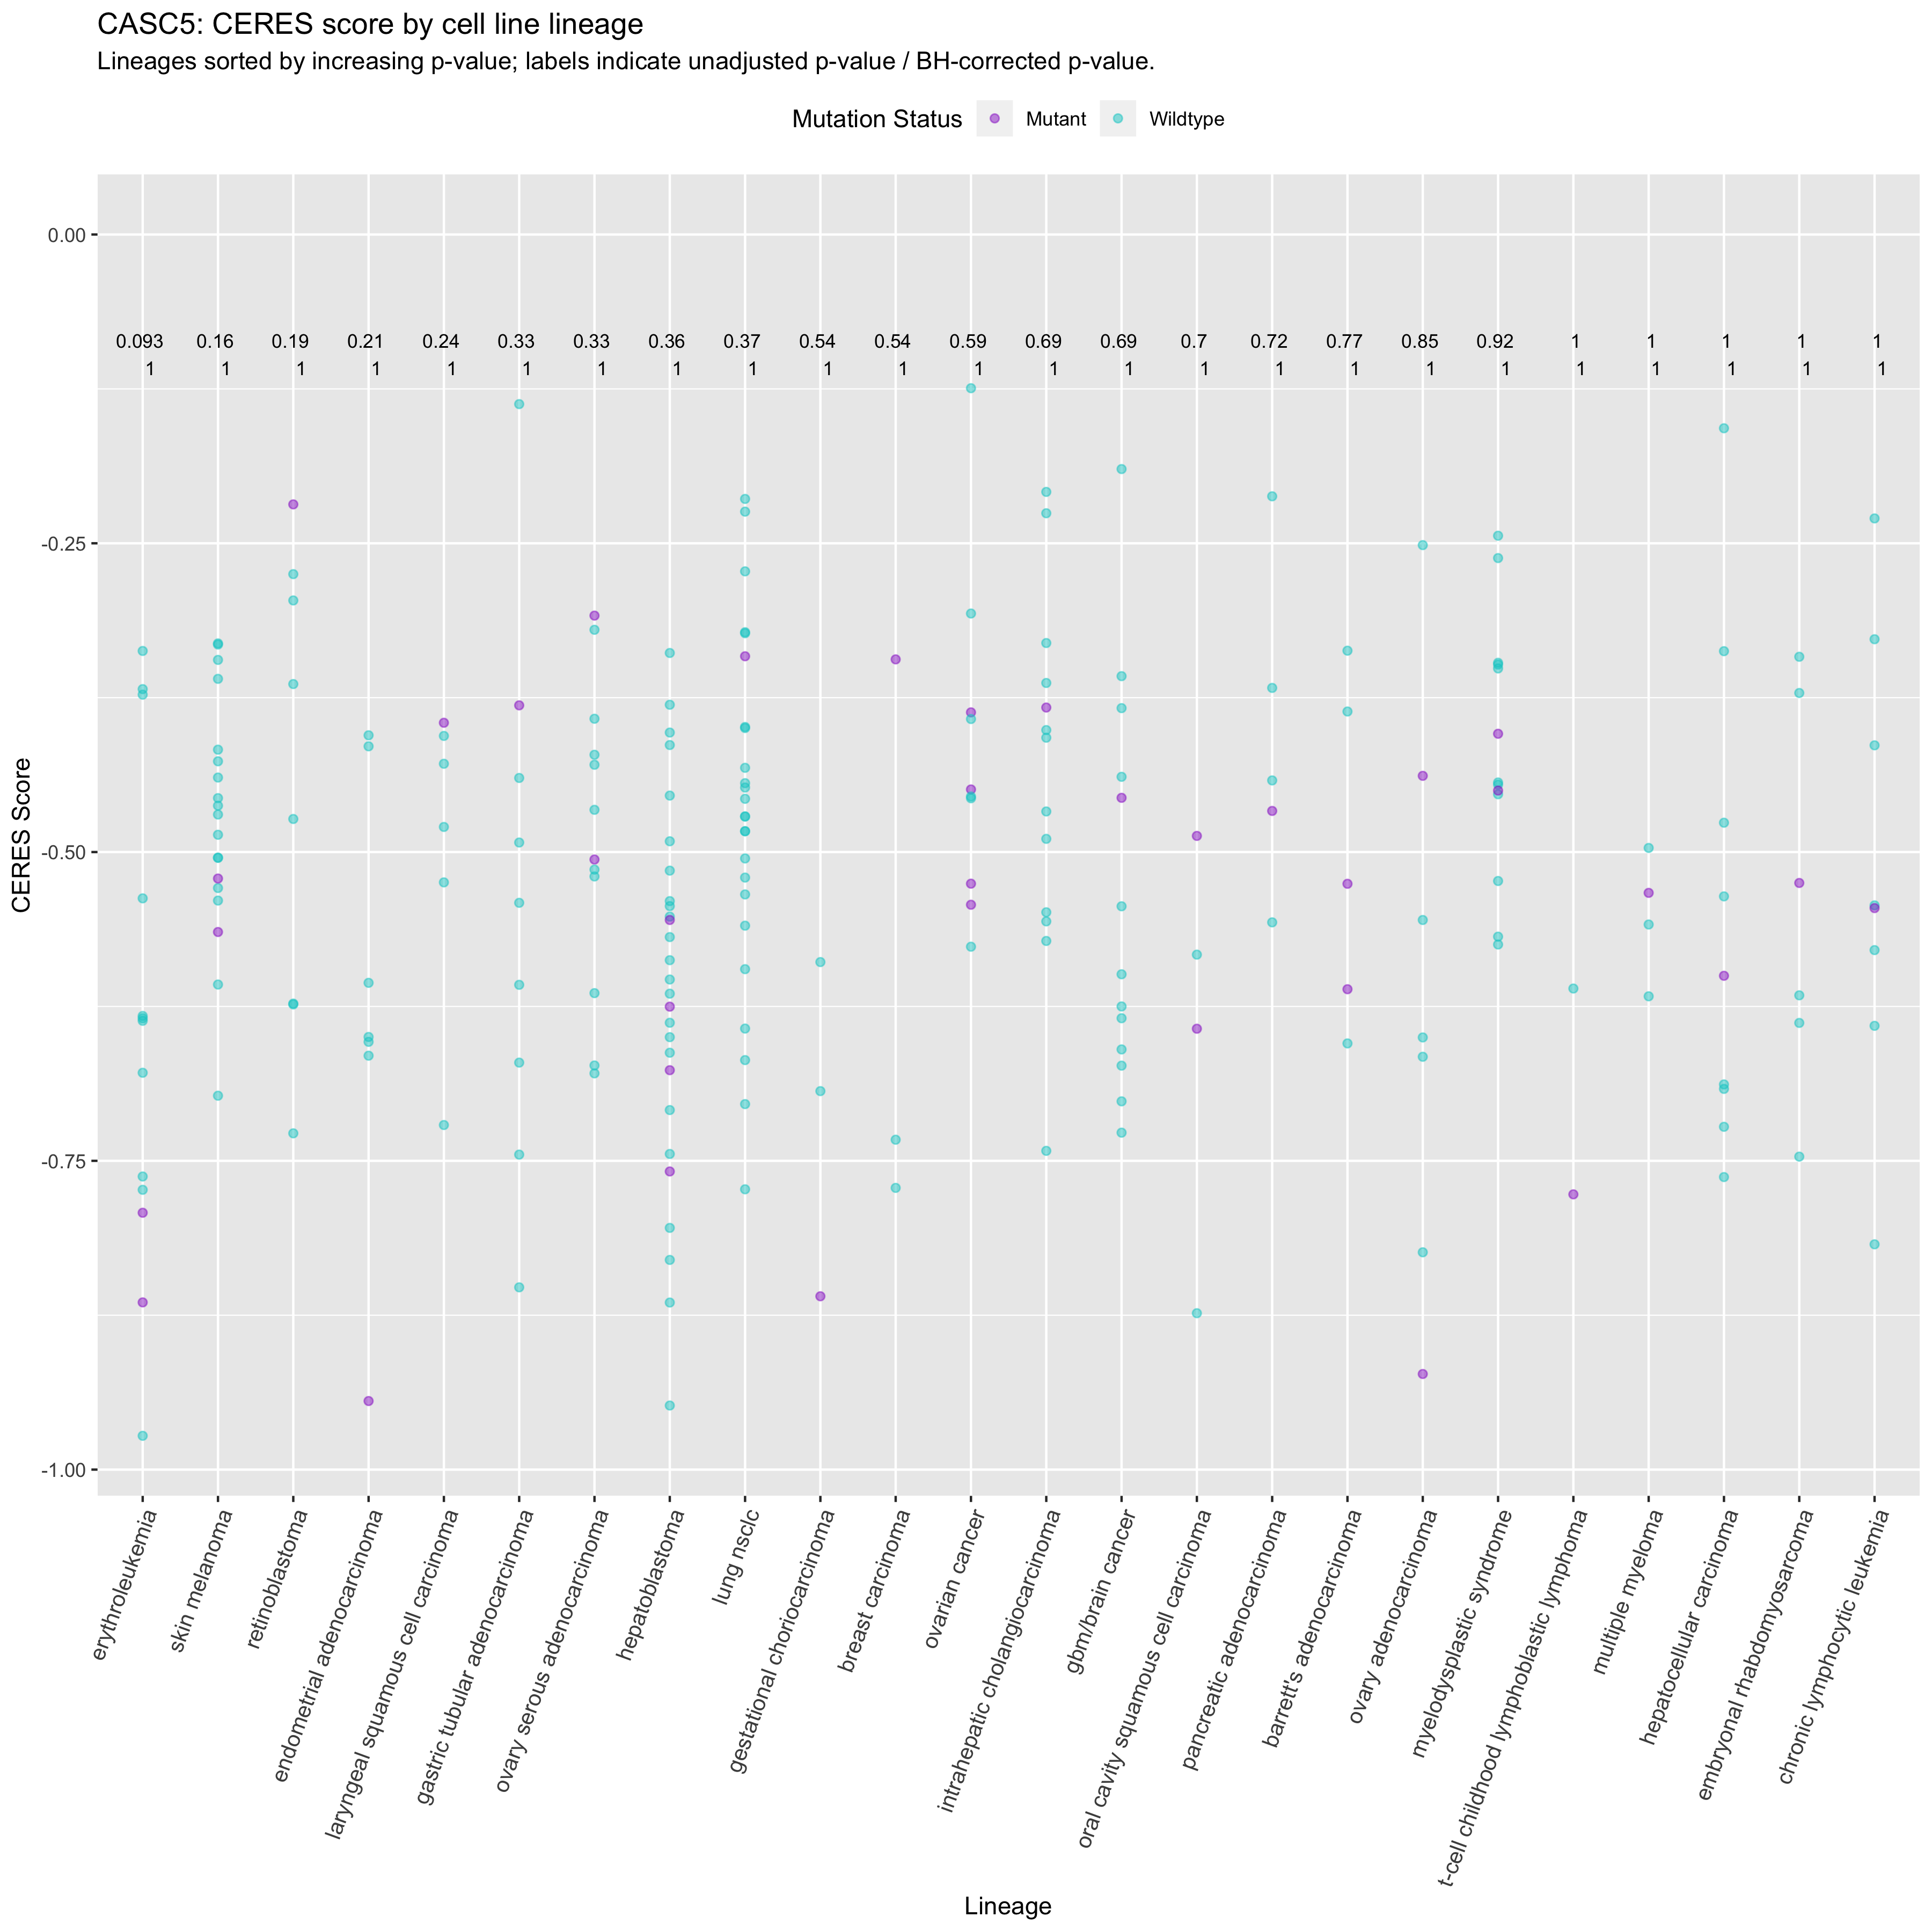 CASC5: CERES score by cell line lineage
Lineages sorted by increasing p-value; labels indicate unadjusted p-value / BH-corrected p-value.
Mutation Status Mutant Wildtype
0.00
0.093 0.16 0.19 0.21 0.24 0.33 0.33 0.36 0.37 0.54 0.54 0.59 0.69 0.69 0.7 0.72 0.77 0.85 0.92 1 1 1 1 1
1 1 1 1 1 1 1 1 1 1 1 1 1 1 1 1 1 1 1 1 1 1 1 1
-0.25
-0.50
-0.75
-1.00
CERES Score
erythroleukemia
skin melanoma
retinoblastoma
endometrial adenocarcinoma
laryngeal squamous cell carcinoma
gastric tubular adenocarcinoma
ovary serous adenocarcinoma
hepatoblastoma
lung nsclc
gestational choriocarcinoma
breast carcinoma
ovarian cancer
intrahepatic cholangiocarcinoma
gbm/brain cancer
oral cavity squamous cell carcinoma
pancreatic adenocarcinoma
barrett's adenocarcinoma
ovary adenocarcinoma
myelodysplastic syndrome
t-cell childhood lymphoblastic lymphoma
multiple myeloma
hepatocellular carcinoma
embryonal rhabdomyosarcoma
chronic lymphocytic leukemia
Lineage